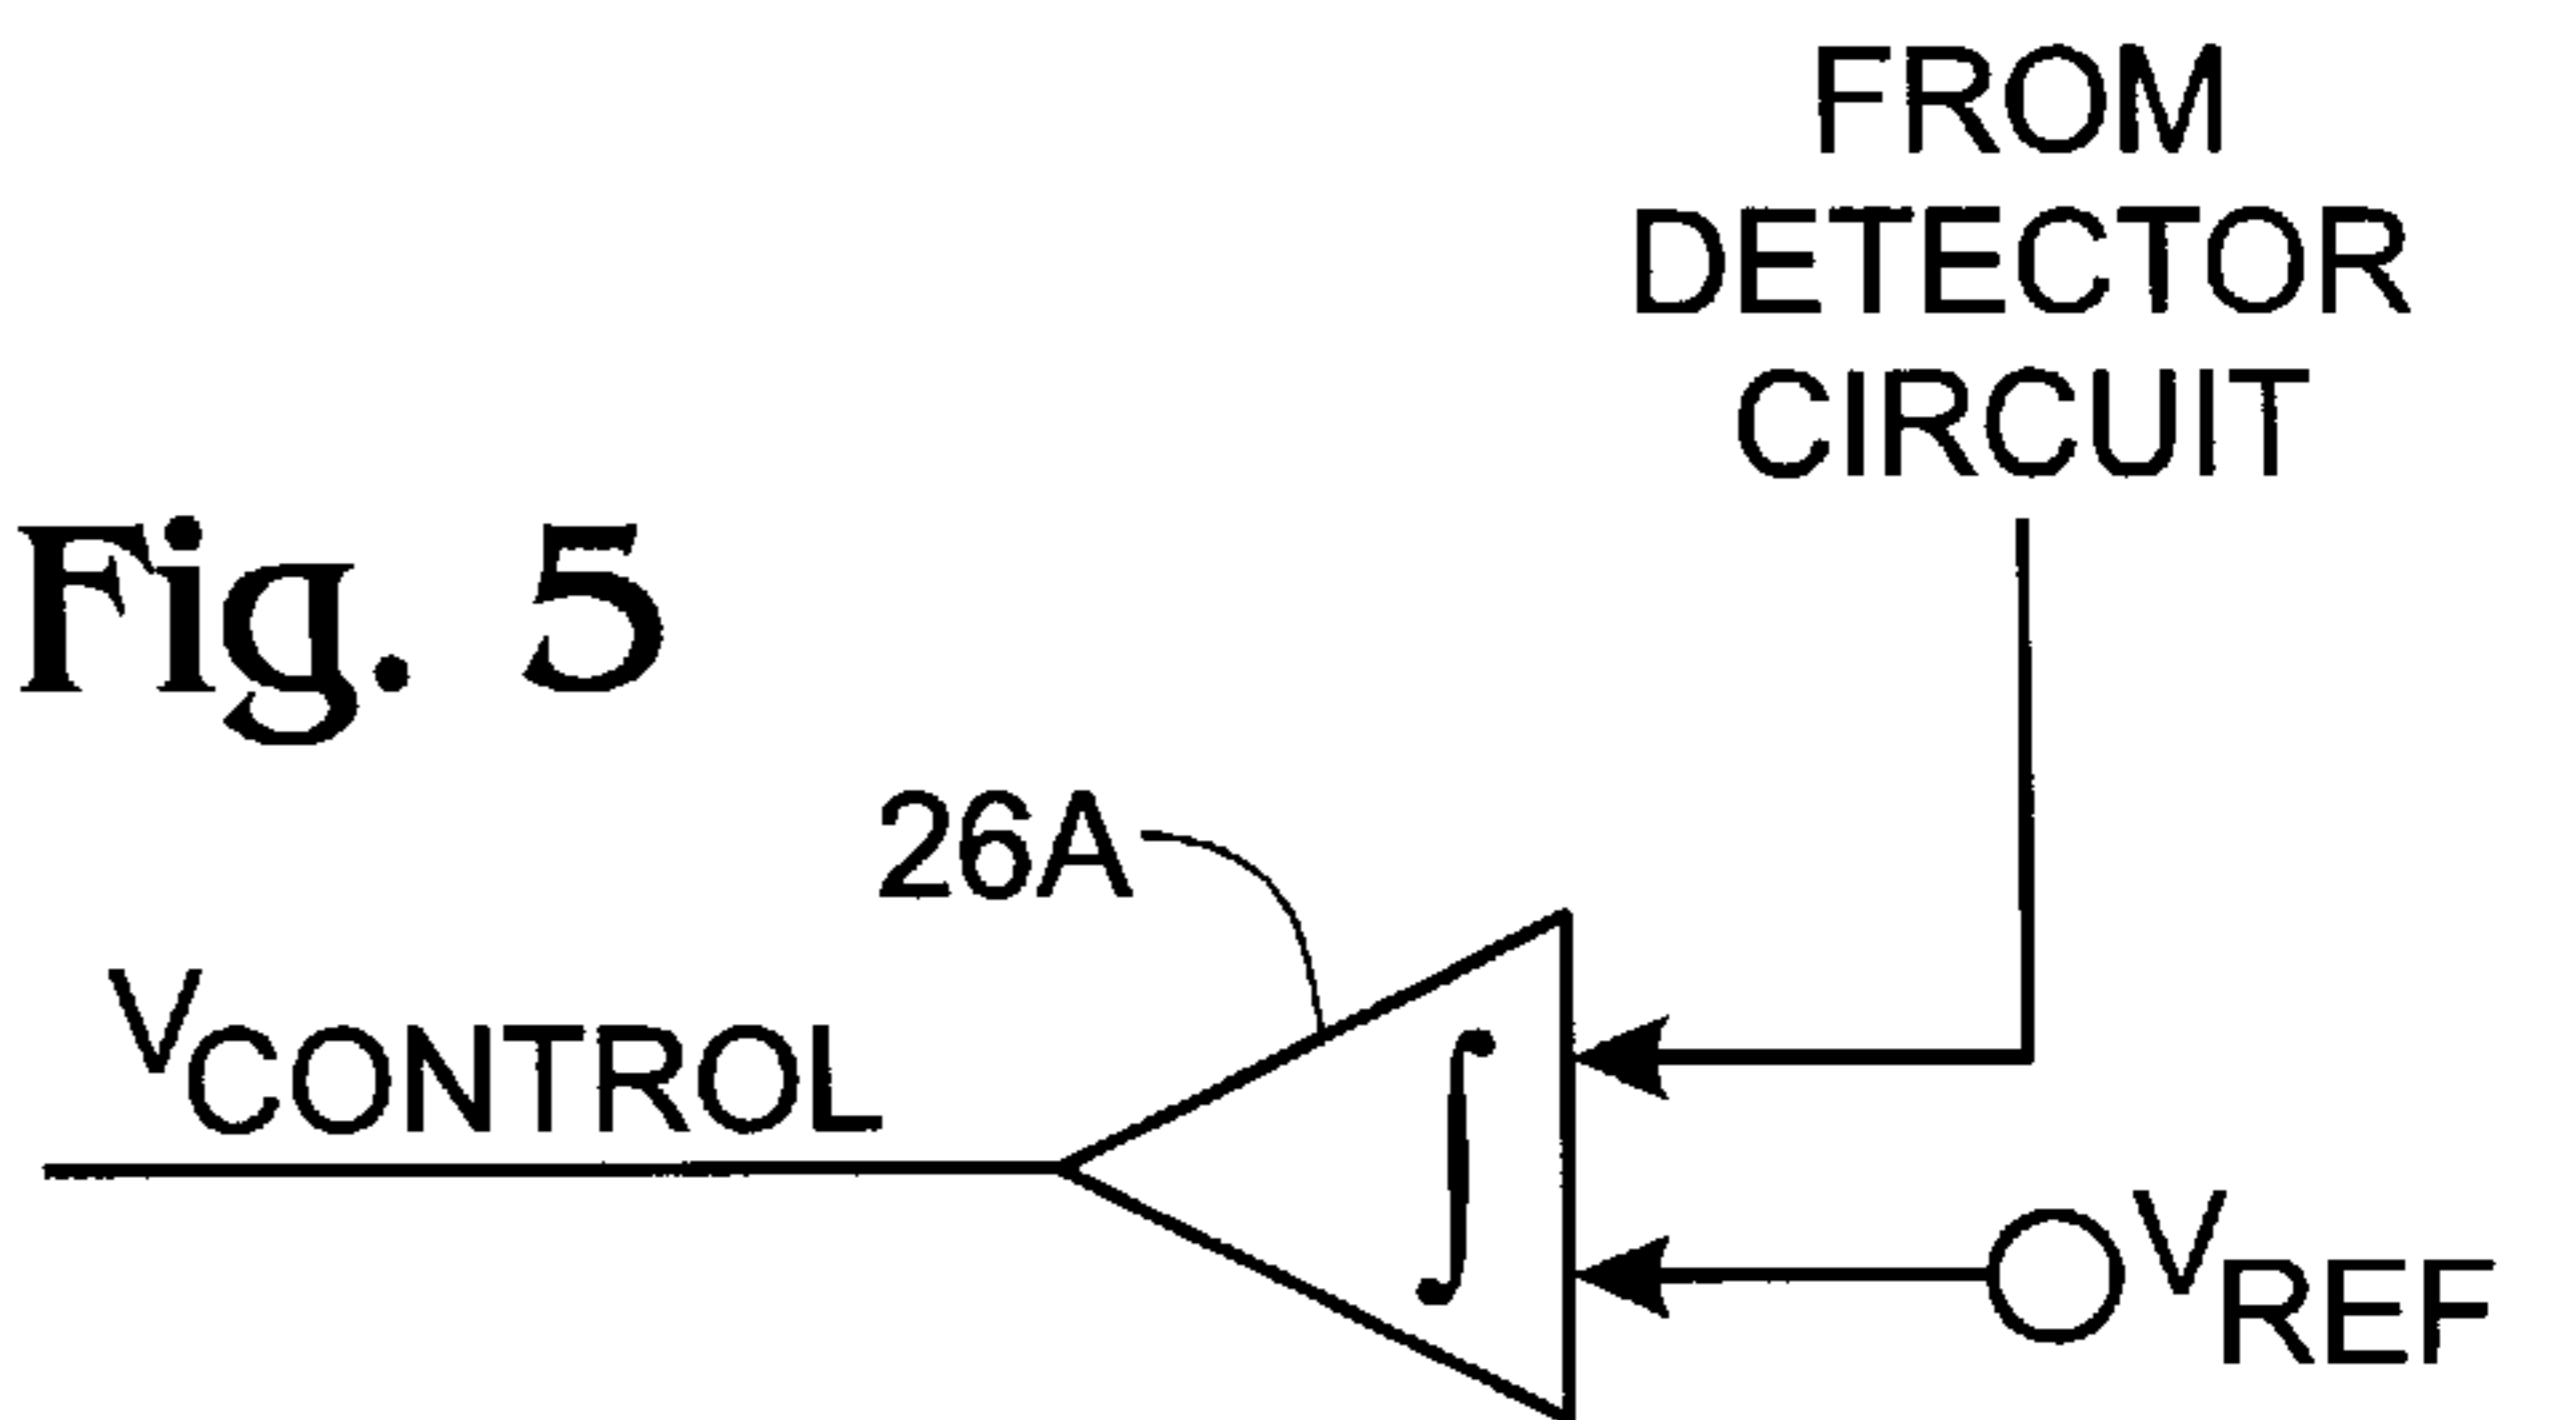 FROM
DETECTOR
CIRCUIT
Fig. 5
26A
VCONTROL
∫
VREF